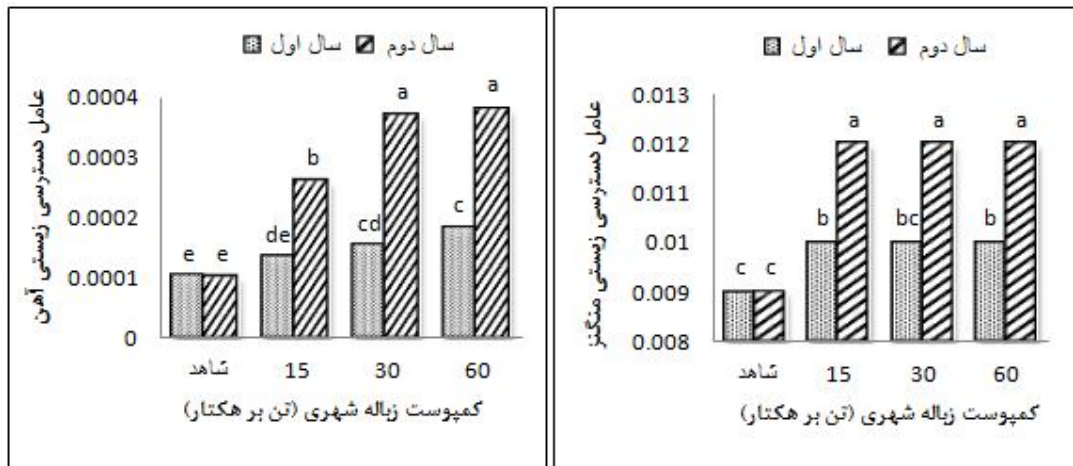 سال اول سال دوم
عامل دسترسی زیستی آهن
0.0004
0.0003
0.0002
0.0001
0
e e de b cd a c a
شاهد 15 30 60
کمپوست زباله شهری (تن بر هکتار)
سال اول سال دوم
عامل دسترسی زیستی منگنز
0.013
0.012
0.011
0.01
0.009
0.008
c c b a bc a b a
شاهد 15 30 60
کمپوست زباله شهری (تن بر هکتار)